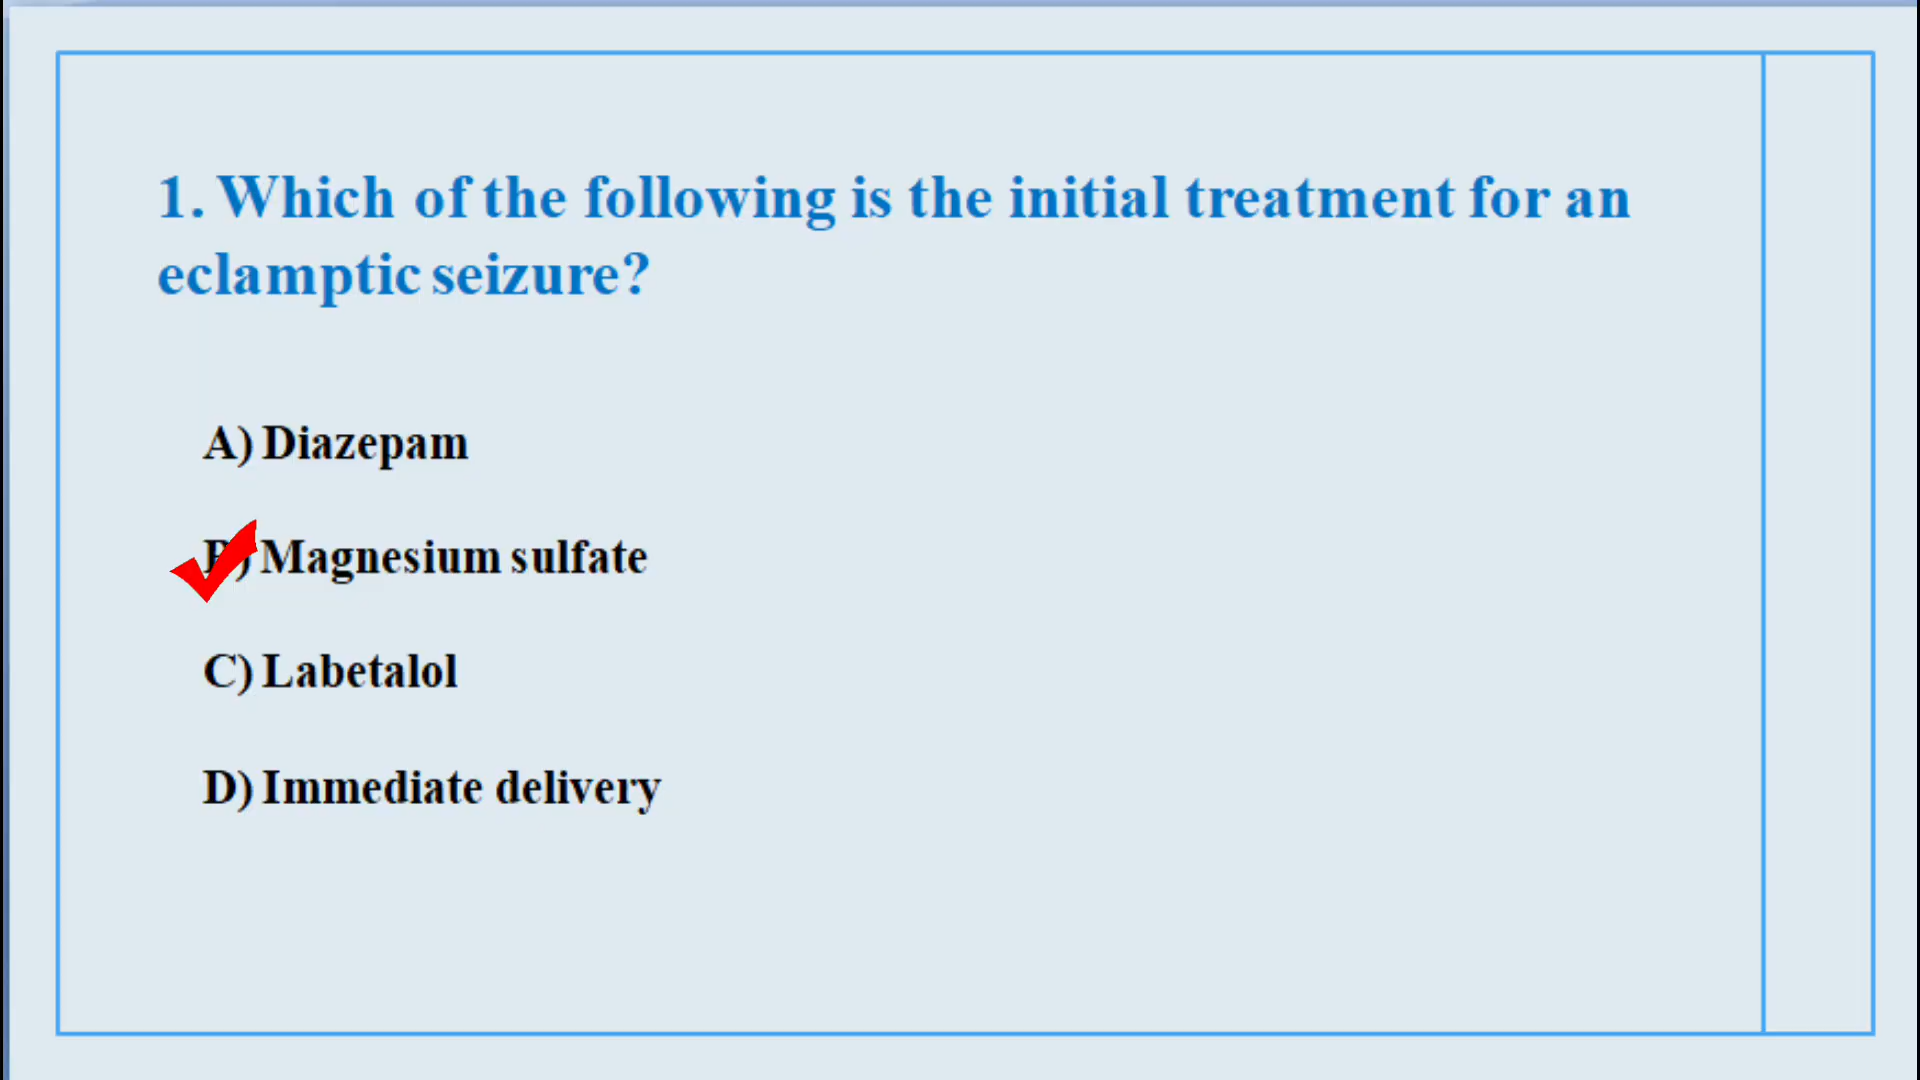 1. Which of the following is the initial treatment for an
eclamptic seizure?
A) Diazepam
B) Magnesium sulfate
C) Labetalol
D) Immediate delivery